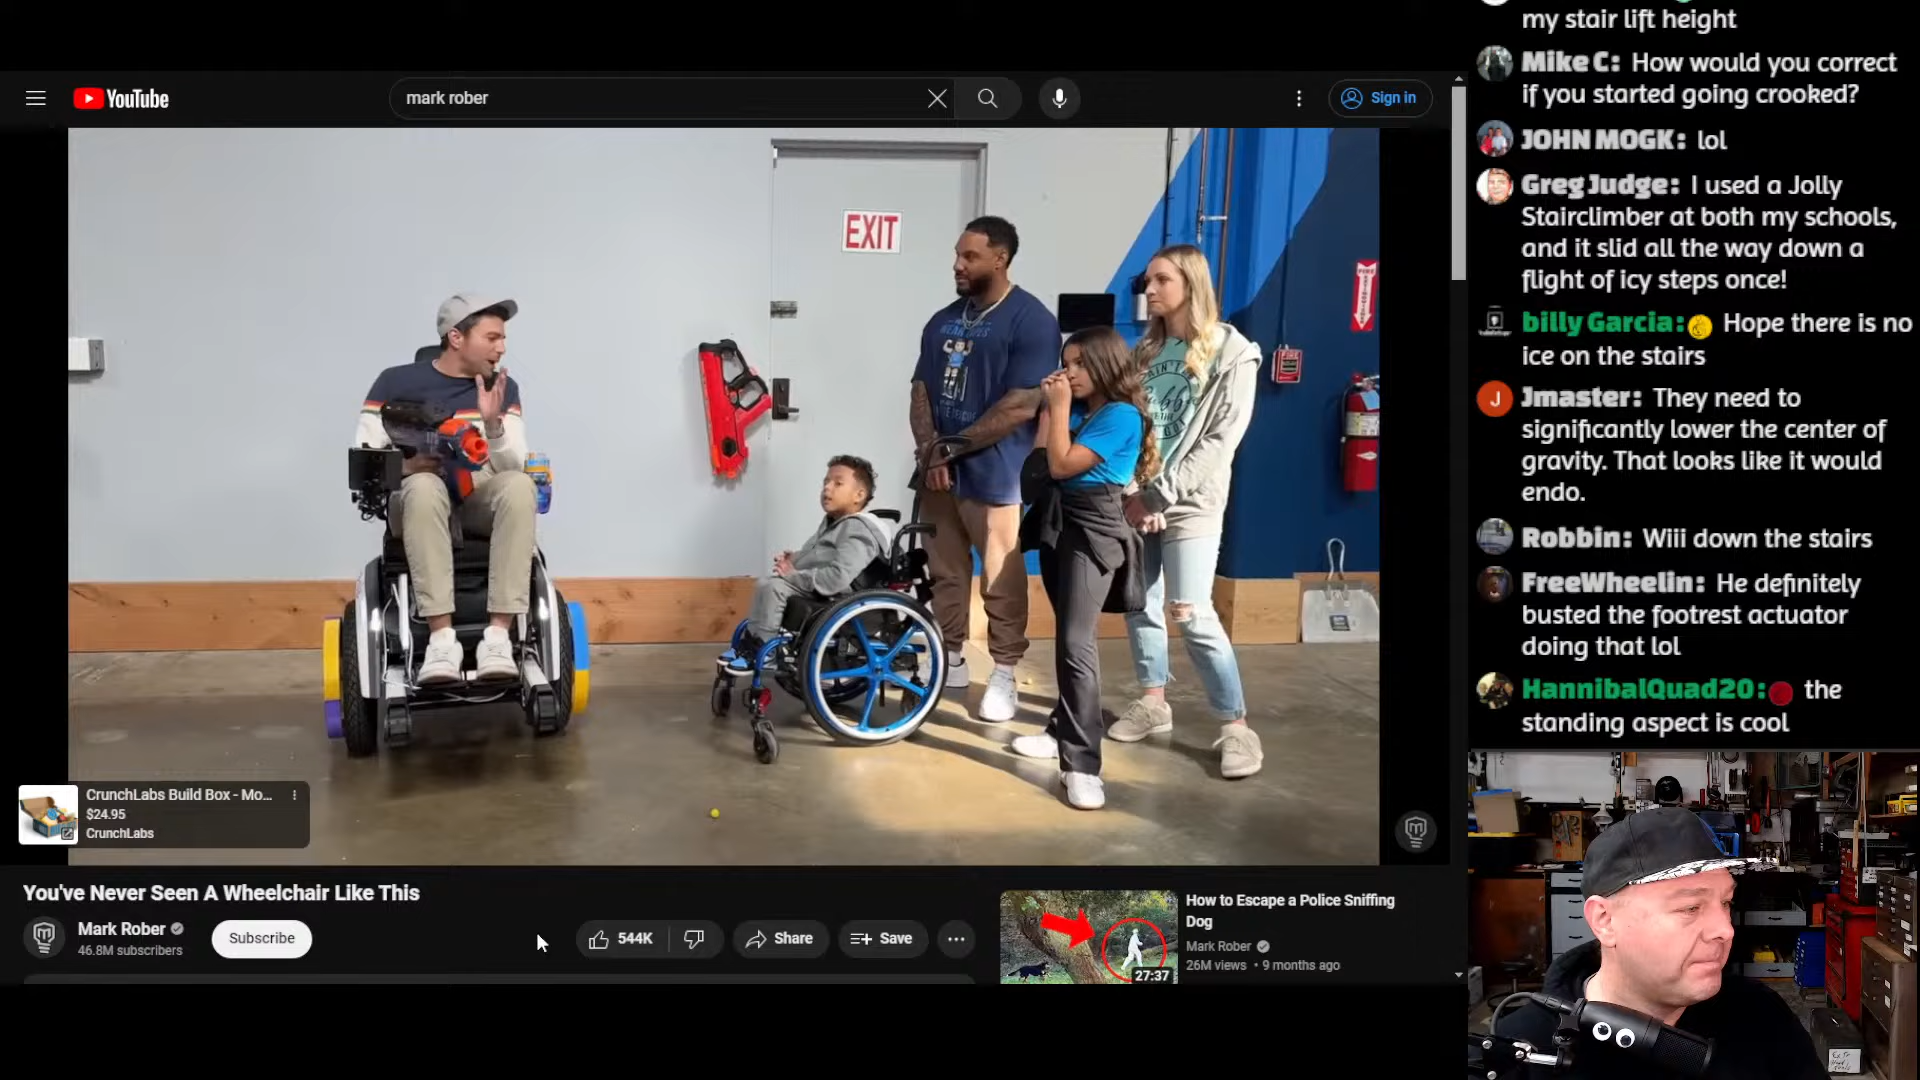 YouTube
mark rober
Sign in
EXIT
FIRE
CrunchLabs Build Box - Mo...
$24.95
CrunchLabs
You've Never Seen A Wheelchair Like This
Mark Rober
46.8M subscribers
Subscribe
544K
Share
Save
How to Escape a Police Sniffing
Dog
Mark Rober
26M views • 9 months ago
27:37
my stair lift height
Mike C: How would you correct
if you started going crooked?
JOHN MOGK: lol
Greg Judge: I used a Jolly
Stairclimber at both my schools,
and it slid all the way down a
flight of icy steps once!
billy Garcia: Hope there is no
ice on the stairs
J
Jmaster: They need to
significantly lower the center of
gravity. That looks like it would
endo.
Robbin: Wiii down the stairs
FreeWheelin: He definitely
busted the footrest actuator
doing that lol
HannibalQuad20: the
standing aspect is cool